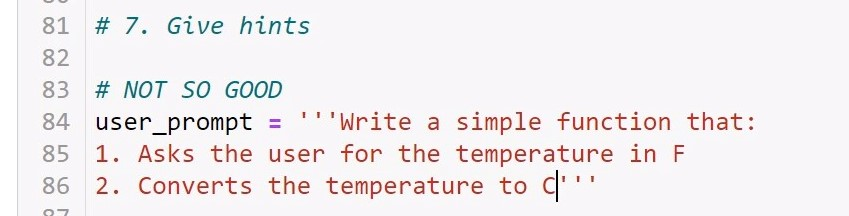 81 # 7. Give hints
82
83 # NOT SO GOOD
84 user_prompt = '''Write a simple function that:
85 1. Asks the user for the temperature in F
86 2. Converts the temperature to C'''